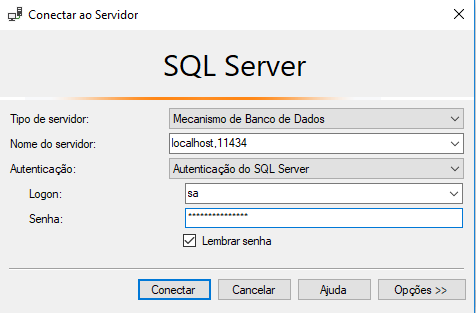 Conectar ao Servidor
SQL Server
Tipo de servidor: Mecanismo de Banco de Dados
Nome do servidor: localhost,11434
Autenticação: Autenticação do SQL Server
Logon: sa
Senha: ***************
Lembrar senha
Conectar Cancelar Ajuda Opções >>